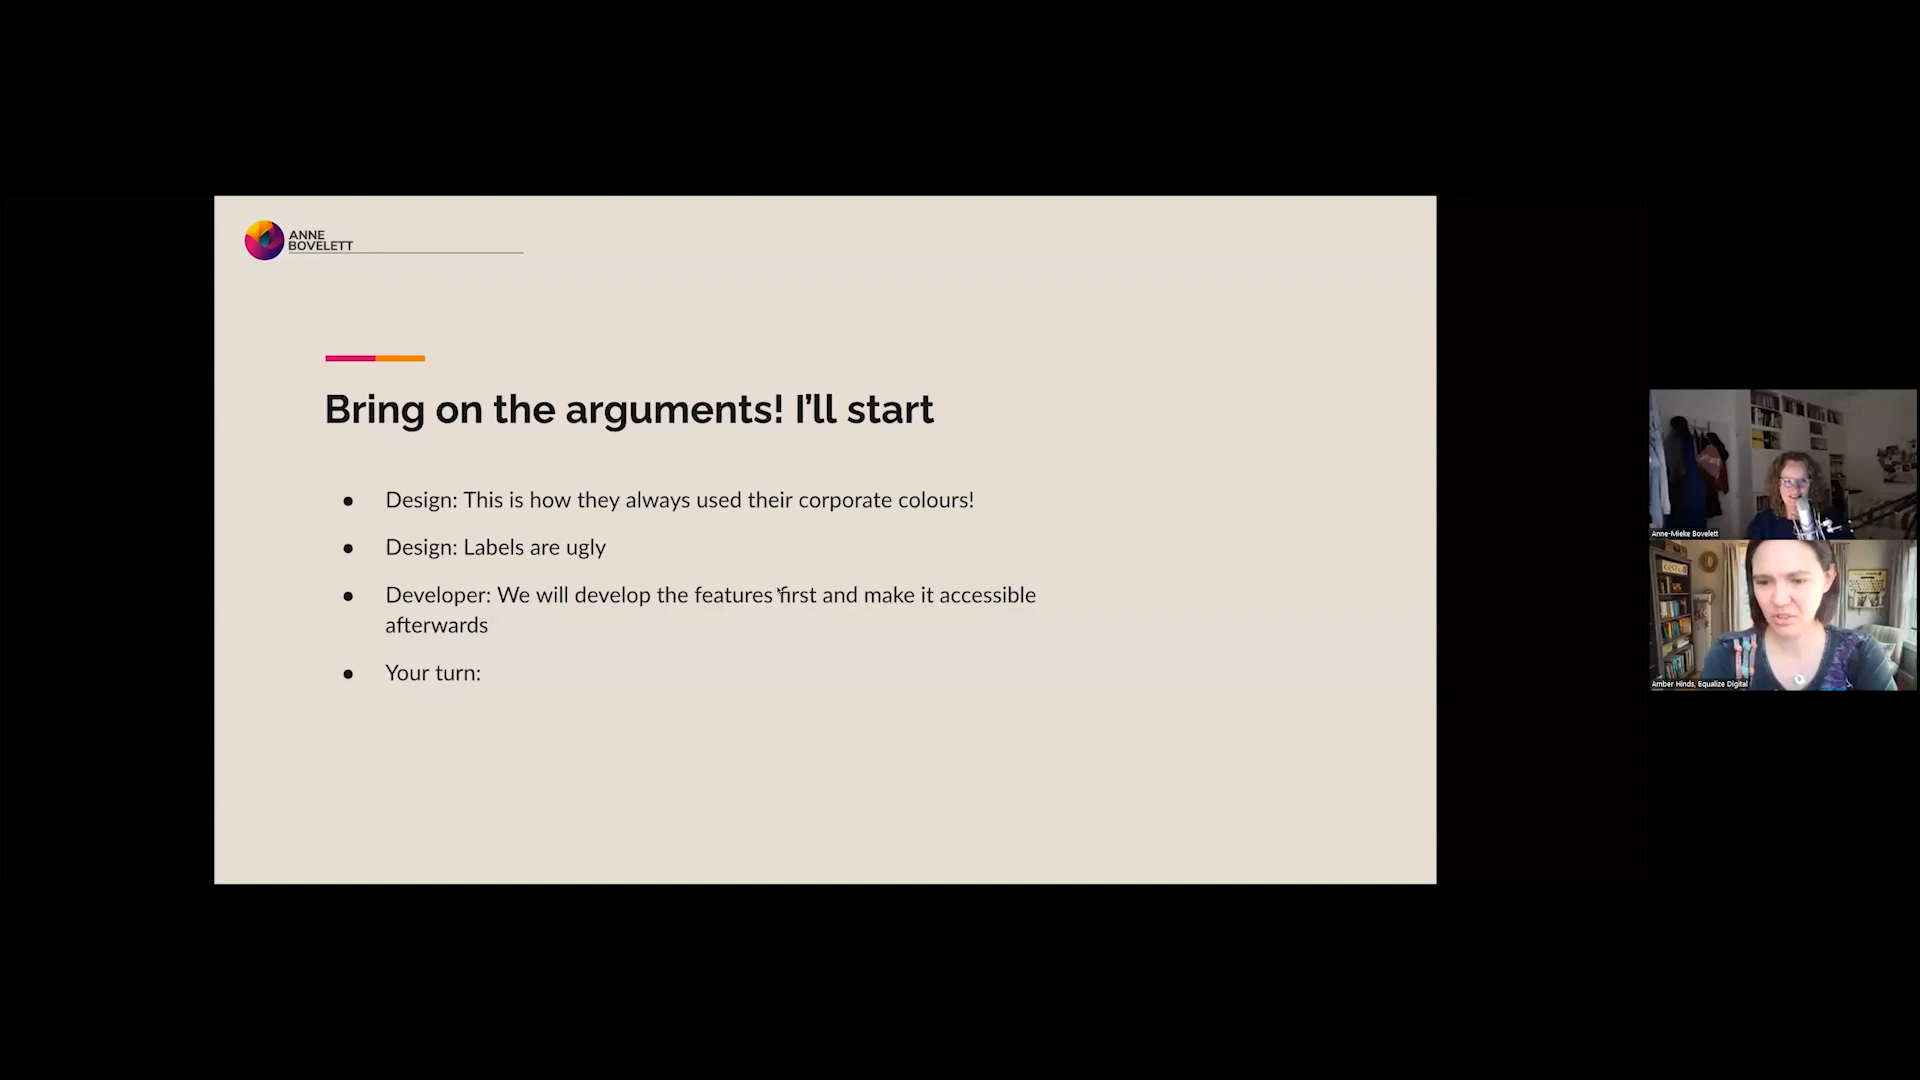 ANNE
BOVELETT
Bring on the arguments! I’ll start
● Design: This is how they always used their corporate colours!
● Design: Labels are ugly
● Developer: We will develop the features first and make it accessible
afterwards
● Your turn:
Anne-Mieke Bovelett
Amber Hinds, Equalize Digital